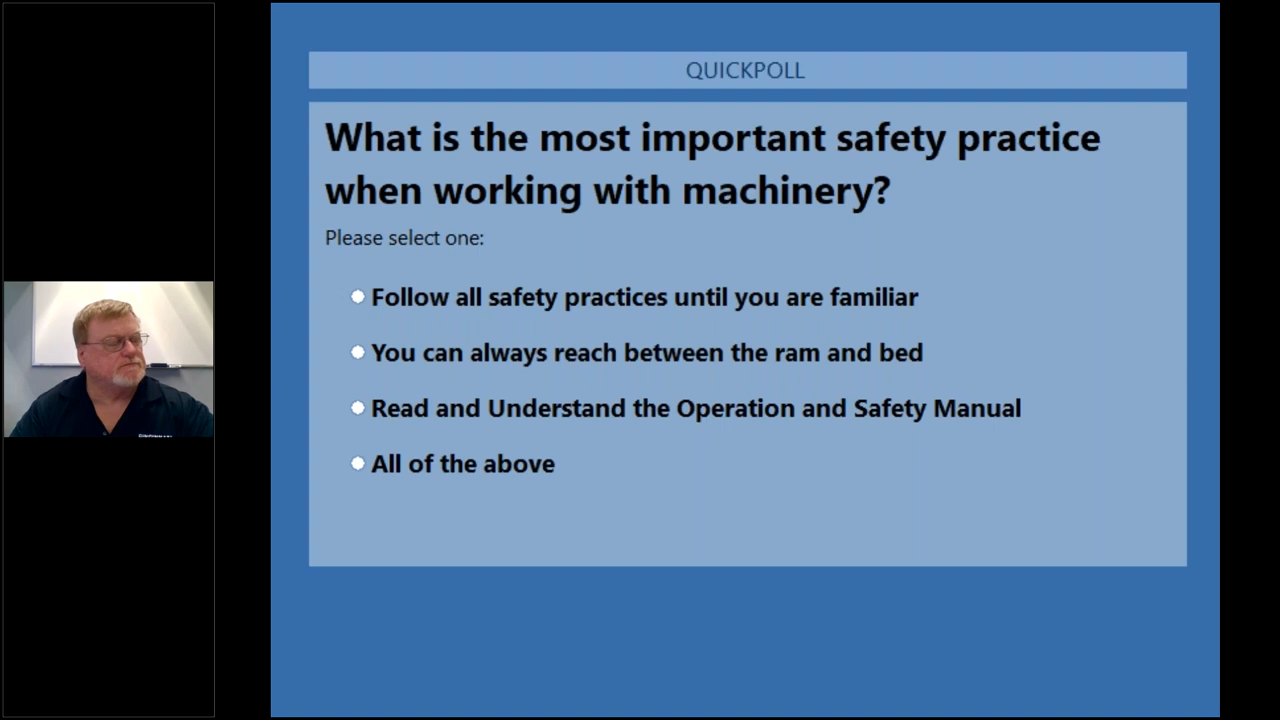 QUICKPOLL
What is the most important safety practice
when working with machinery?
Please select one:
Follow all safety practices until you are familiar
You can always reach between the ram and bed
Read and Understand the Operation and Safety Manual
All of the above